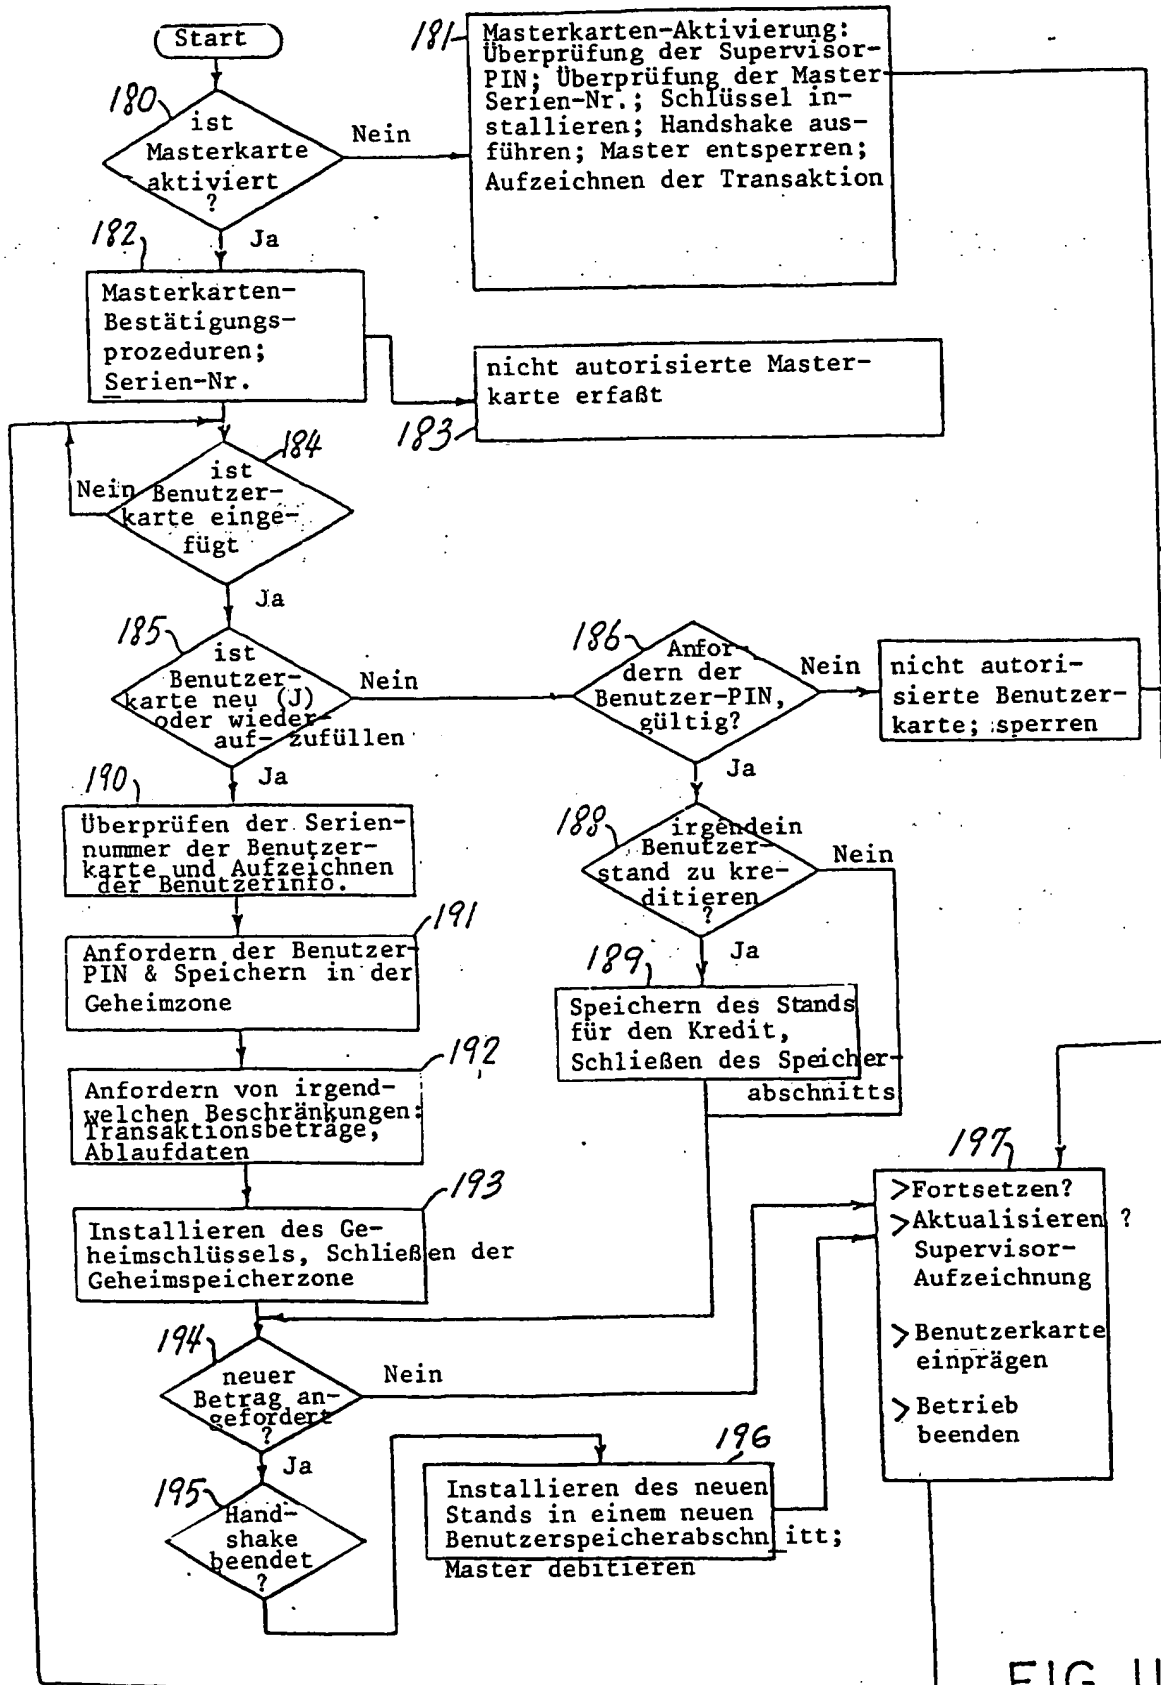 Start
180
ist
Masterkarte
aktiviert
?
Nein
Ja
181
Masterkarten-Aktivierung:
Überprüfung der Supervisor-
PIN; Überprüfung der Master
Serien-Nr.; Schlüssel in-
stallieren; Handshake aus-
führen; Master entsperren;
Aufzeichnen der Transaktion
182
Masterkarten-
Bestätigungs-
prozeduren;
Serien-Nr.
nicht autorisierte Master-
karte erfaßt
183
184
ist
Benutzer-
karte einge-
fügt
Nein
Ja
185
ist
Benutzer-
karte neu (J)
oder wieder-
auf- zufüllen
Nein
Ja
186
Anfor-
dern der
Benutzer-PIN,
gültig?
Nein
Ja
nicht autori-
sierte Benutzer-
karte; sperren
188
irgendein
Benutzer-
stand zu kre-
ditieren
?
Nein
Ja
189
Speichern des Stands
für den Kredit,
Schließen des Speicher-
abschnitts
190
Überprüfen der Serien-
nummer der Benutzer-
karte und Aufzeichnen
der Benutzerinfo.
191
Anfordern der Benutzer-
PIN & Speichern in der
Geheimzone
192
Anfordern von irgend-
welchen Beschränkungen:
Transaktionsbeträge,
Ablaufdaten
193
Installieren des Ge-
heimschlüssels, Schließen der
Geheimspeicherzone
194
neuer
Betrag an-
gefordert
?
Nein
Ja
195
Hand-
shake
beendet
?
196
Installieren des neuen
Stands in einem neuen
Benutzerspeicherabschnitt;
Master debitieren
197
>Fortsetzen?
>Aktualisieren ?
Supervisor-
Aufzeichnung
>Benutzerkarte
einprägen
>Betrieb
beenden
FIG. 11